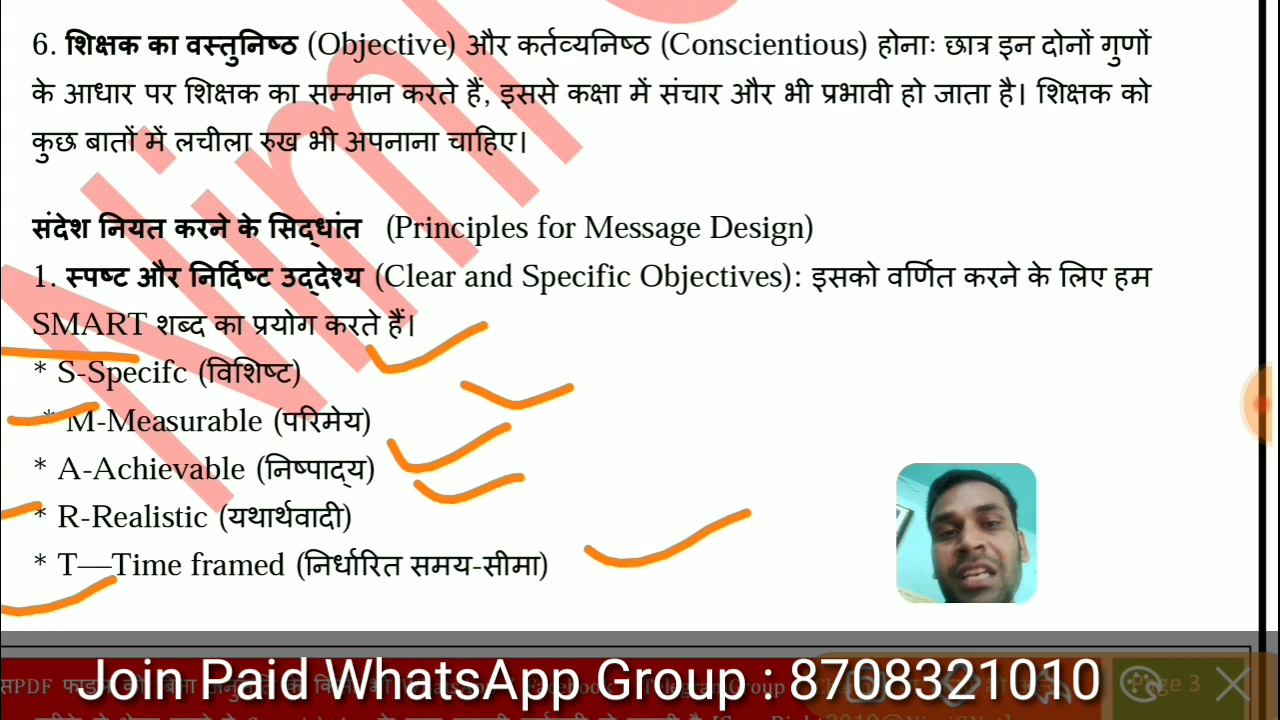 6. शिक्षक का वस्तुनिष्ठ (Objective) और कर्तव्यनिष्ठ (Conscientious) होनाः छात्र इन दोनों गुणों
के आधार पर शिक्षक का सम्मान करते हैं, इससे कक्षा में संचार और भी प्रभावी हो जाता है। शिक्षक को
कुछ बातों में लचीला रुख भी अपनाना चाहिए।
संदेश नियत करने के सिद्धांत (Principles for Message Design)
1. स्पष्ट और निर्दिष्ट उद्देश्य (Clear and Specific Objectives): इसको वर्णित करने के लिए हम
SMART शब्द का प्रयोग करते हैं।
* S-Specifc (विशिष्ट)
* M-Measurable (परिमेय)
* A-Achievable (निष्पाद्य)
* R-Realistic (यथार्थवादी)
* T—Time framed (निर्धारित समय-सीमा)
Join Paid WhatsApp Group : 8708321010